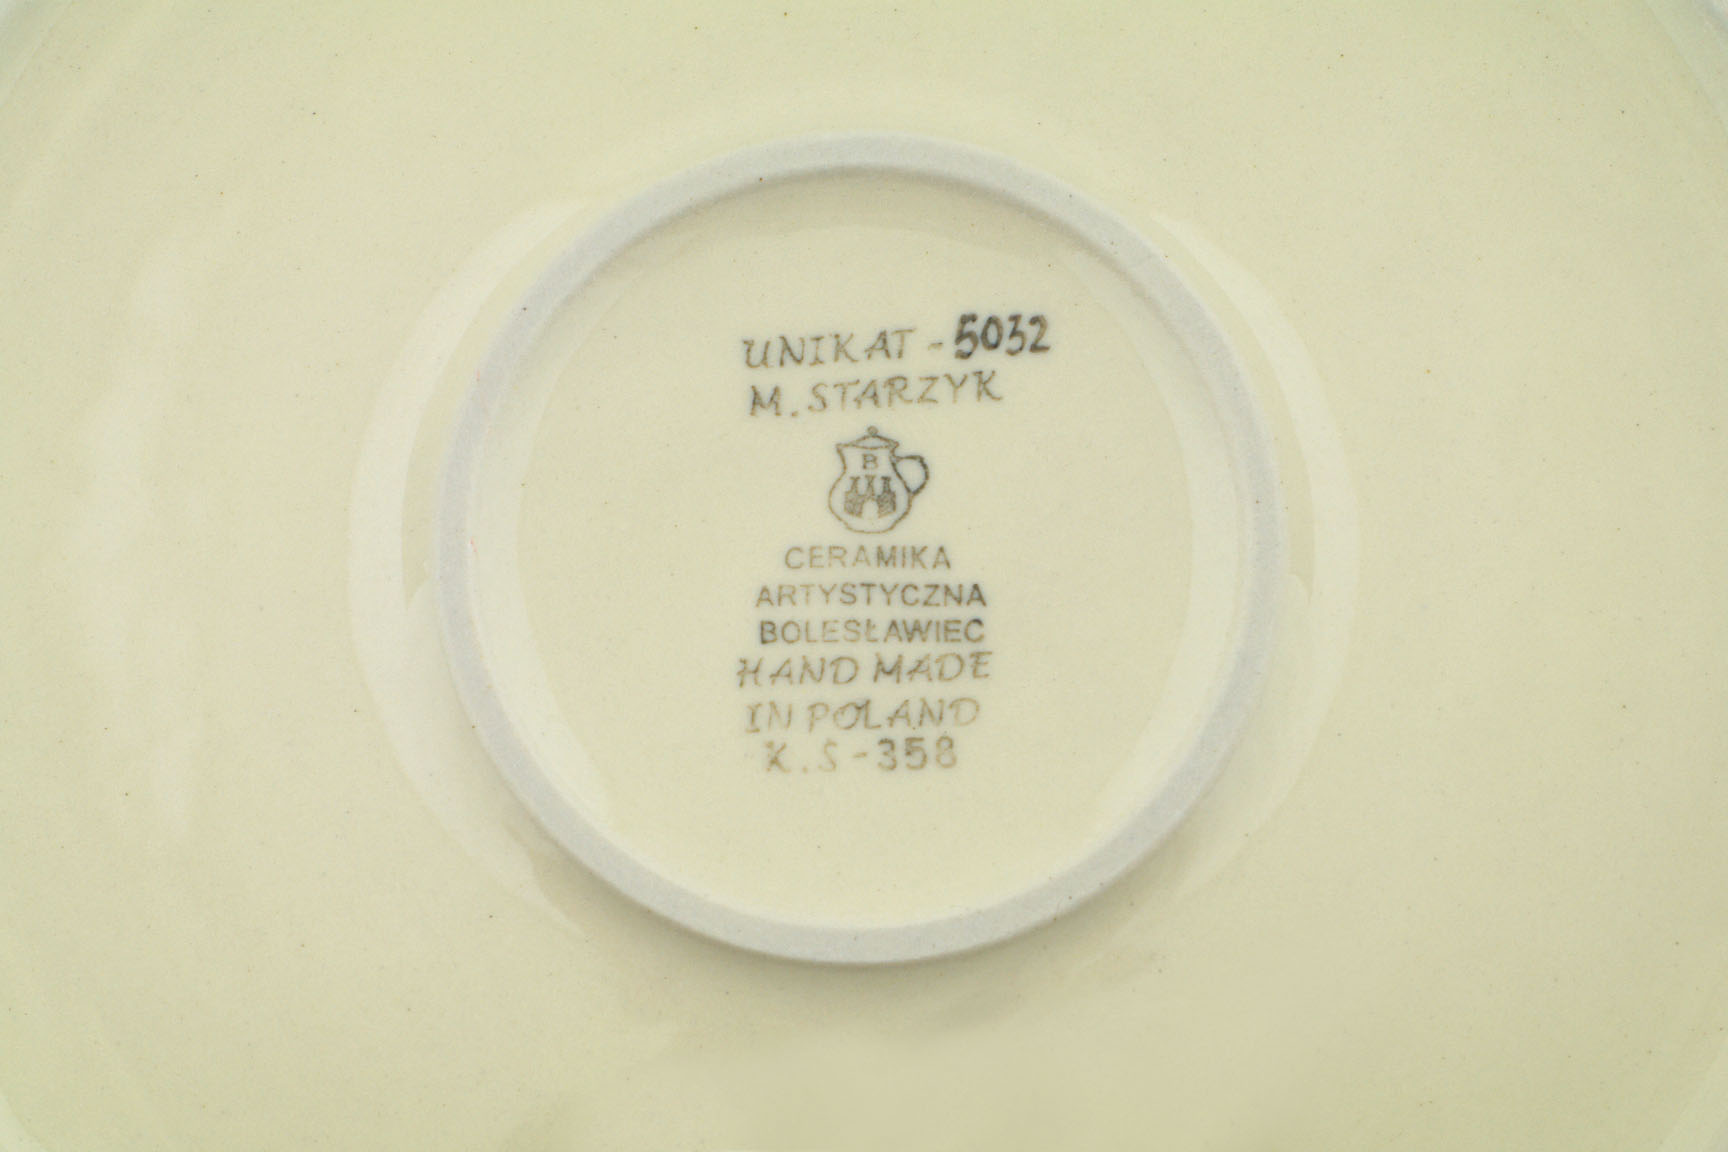 UNIKAT - 5032
M. STARZYK
B
CERAMIKA
ARTYSTYCZNA
BOLESŁAWIEC
HAND MADE
IN POLAND
K.S - 358